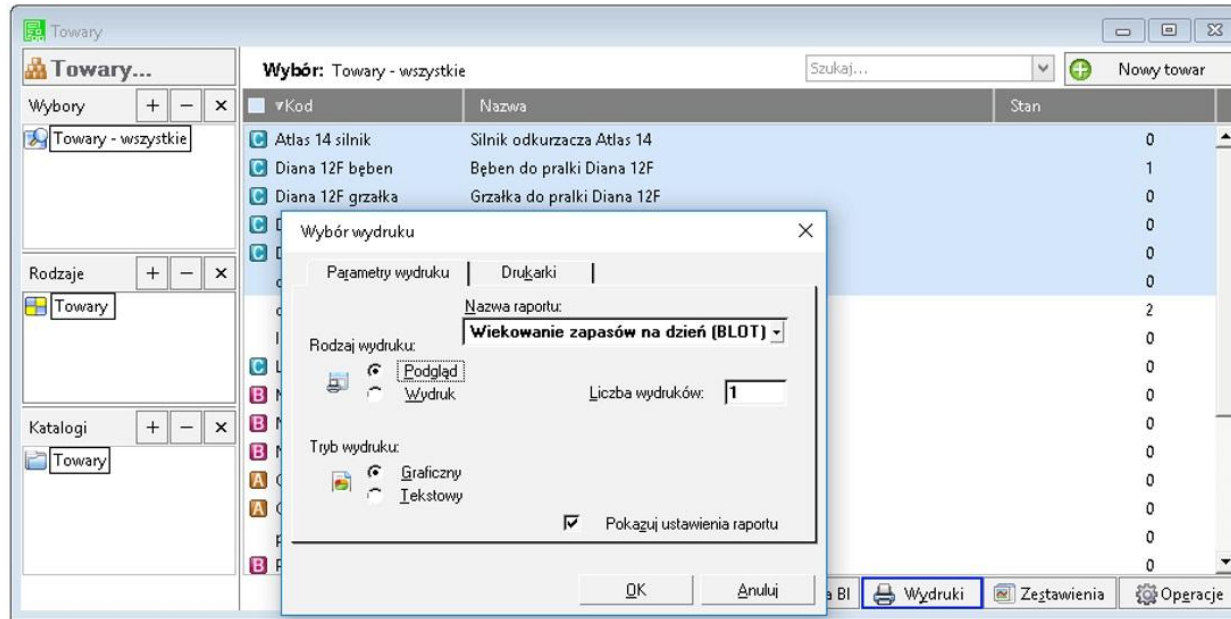 Towary
Towary...
Wybór: Towary - wszystkie
Szukaj...
Nowy towar
Wybory
Kod Nazwa Stan
Towary - wszystkie
C Atlas 14 silnik Silnik odkurzacza Atlas 14 0
C Diana 12F bęben Bęben do pralki Diana 12F 1
C Diana 12F grzałka Grzałka do pralki Diana 12F 0
C 0
C 0
0
2
0
C 0
B 0
B 0
B 0
A 0
A 0
0
B 0
Rodzaje
Towary
Katalogi
Towary
Wybór wydruku
Parametry wydruku Drukarki
Nazwa raportu:
Wiekowanie zapasów na dzień (BLOT)
Rodzaj wydruku:
Podgląd
Wydruk
Liczba wydruków: 1
Tryb wydruku:
Graficzny
Tekstowy
Pokazuj ustawienia raportu
OK Anuluj
BI Wydruki Zestawienia Operacje